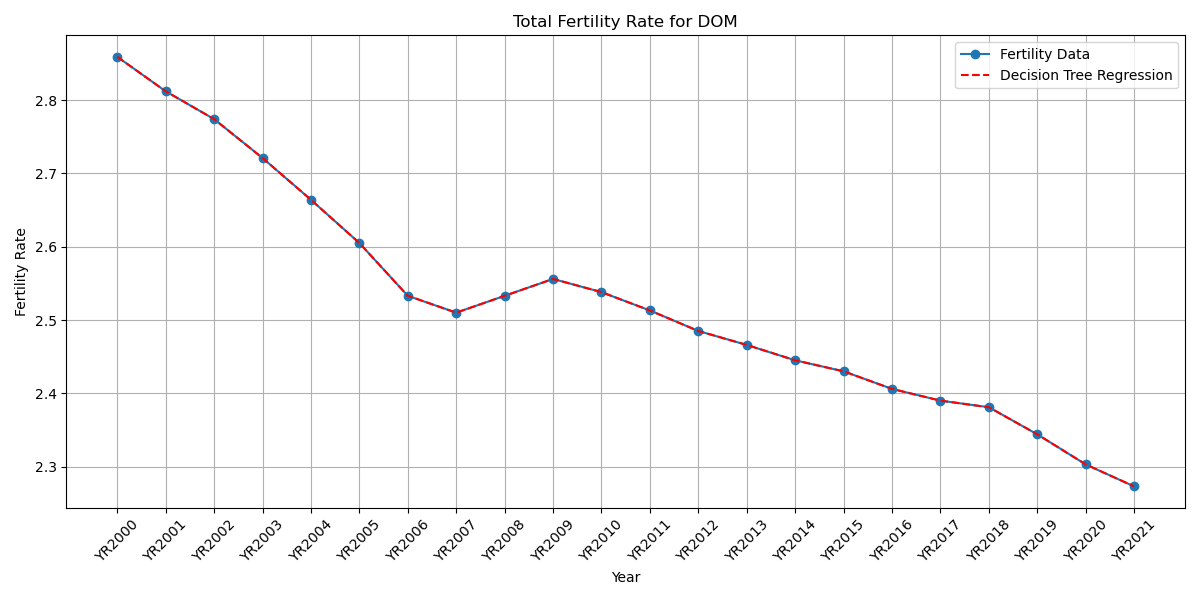 Total Fertility Rate for DOM
Fertility Data
Decision Tree Regression
Fertility Rate
2.8
2.7
2.6
2.5
2.4
2.3
YR2000
YR2001
YR2002
YR2003
YR2004
YR2005
YR2006
YR2007
YR2008
YR2009
YR2010
YR2011
YR2012
YR2013
YR2014
YR2015
YR2016
YR2017
YR2018
YR2019
YR2020
YR2021
Year